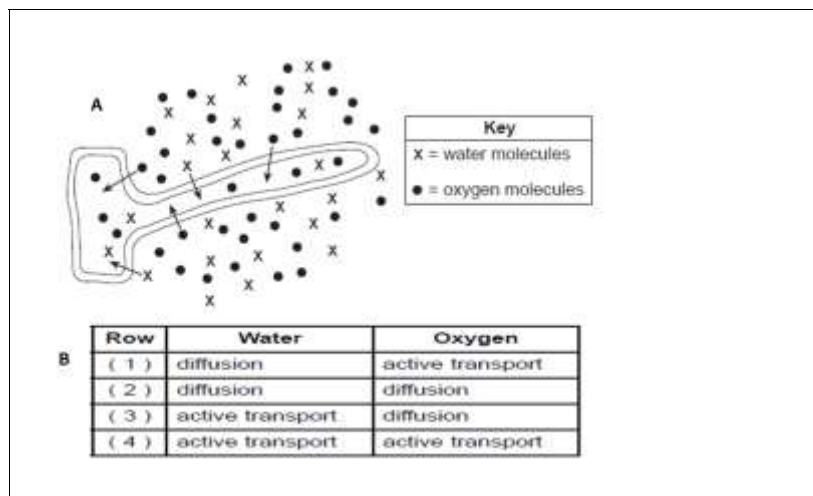 A
Key
X = water molecules
● = oxygen molecules
B
Row Water Oxygen
( 1 ) diffusion active transport
( 2 ) diffusion diffusion
( 3 ) active transport diffusion
( 4 ) active transport active transport